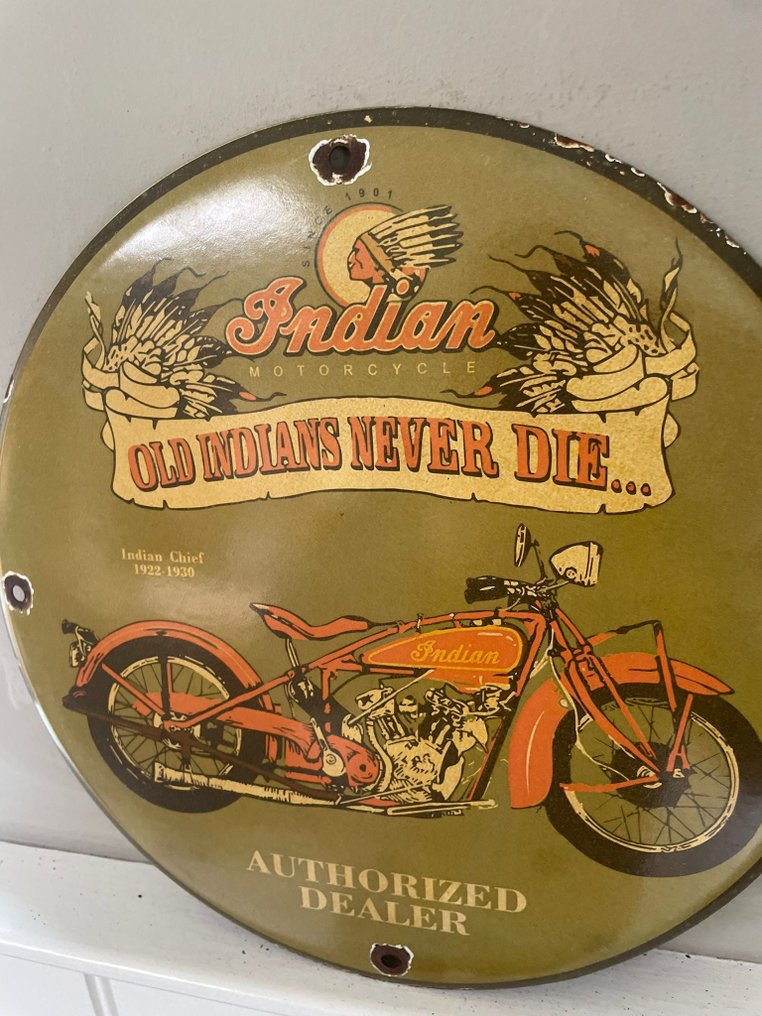 SINCE 1901
Indian
MOTORCYCLE
OLD INDIANS NEVER DIE...
Indian Chief
1922-1930
Indian
AUTHORIZED
DEALER